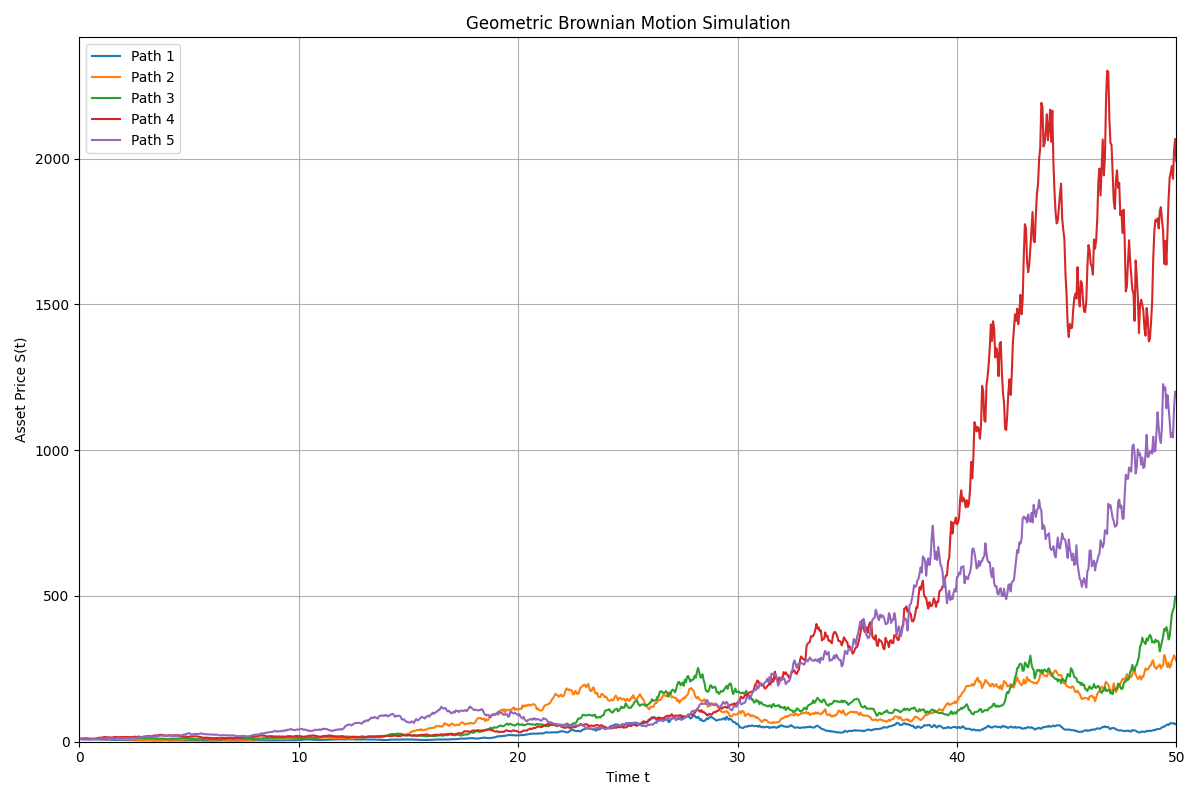 Geometric Brownian Motion Simulation
Path 1
Path 2
Path 3
Path 4
Path 5
Asset Price S(t)
2000
1500
1000
500
0
0 10 20 30 40 50
Time t